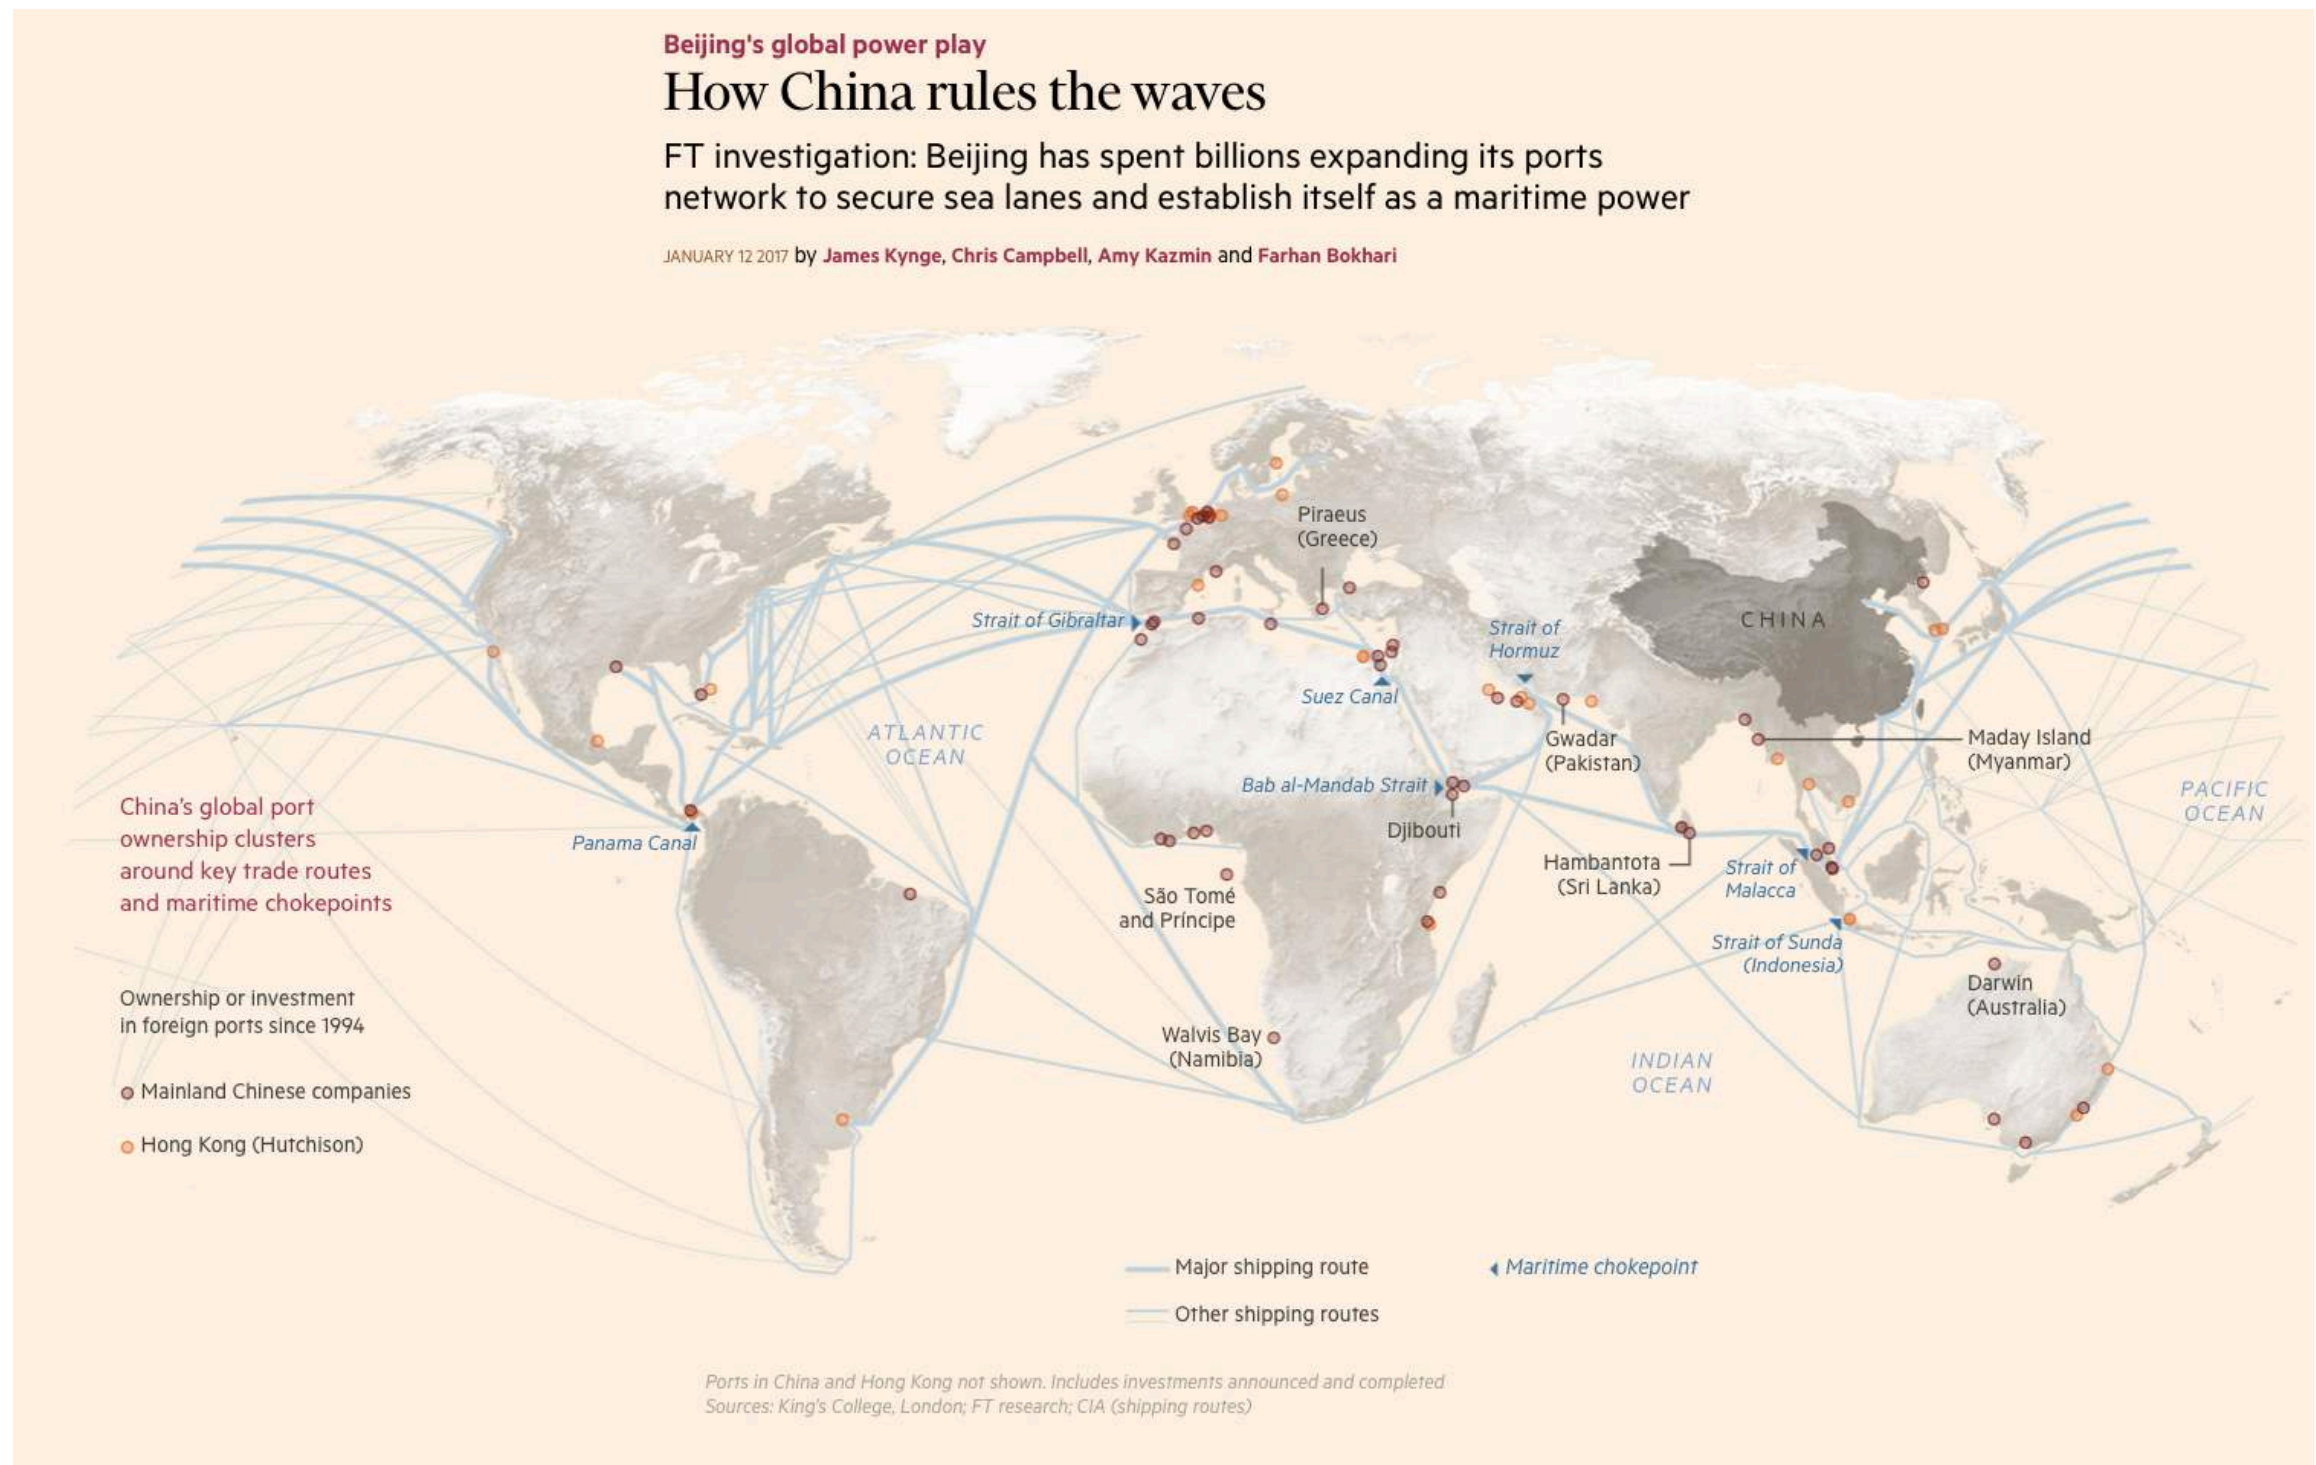 Beijing's global power play
How China rules the waves
FT investigation: Beijing has spent billions expanding its ports
network to secure sea lanes and establish itself as a maritime power
JANUARY 12 2017 by James Kynge, Chris Campbell, Amy Kazmin and Farhan Bokhari
Piraeus
(Greece)
CHINA
Strait of Gibraltar
Strait of
Hormuz
Suez Canal
ATLANTIC
OCEAN
Gwadar
(Pakistan)
Maday Island
(Myanmar)
Bab al-Mandab Strait
PACIFIC
OCEAN
China's global port
ownership clusters
around key trade routes
and maritime chokepoints
Panama Canal
Djibouti
Hambantota
(Sri Lanka)
Strait of
Malacca
São Tomé
and Príncipe
Strait of Sunda
(Indonesia)
Darwin
(Australia)
Ownership or investment
in foreign ports since 1994
Walvis Bay
(Namibia)
INDIAN
OCEAN
Mainland Chinese companies
Hong Kong (Hutchison)
Major shipping route
Maritime chokepoint
Other shipping routes
Ports in China and Hong Kong not shown. Includes investments announced and completed
Sources: King's College, London; FT research; CIA (shipping routes)